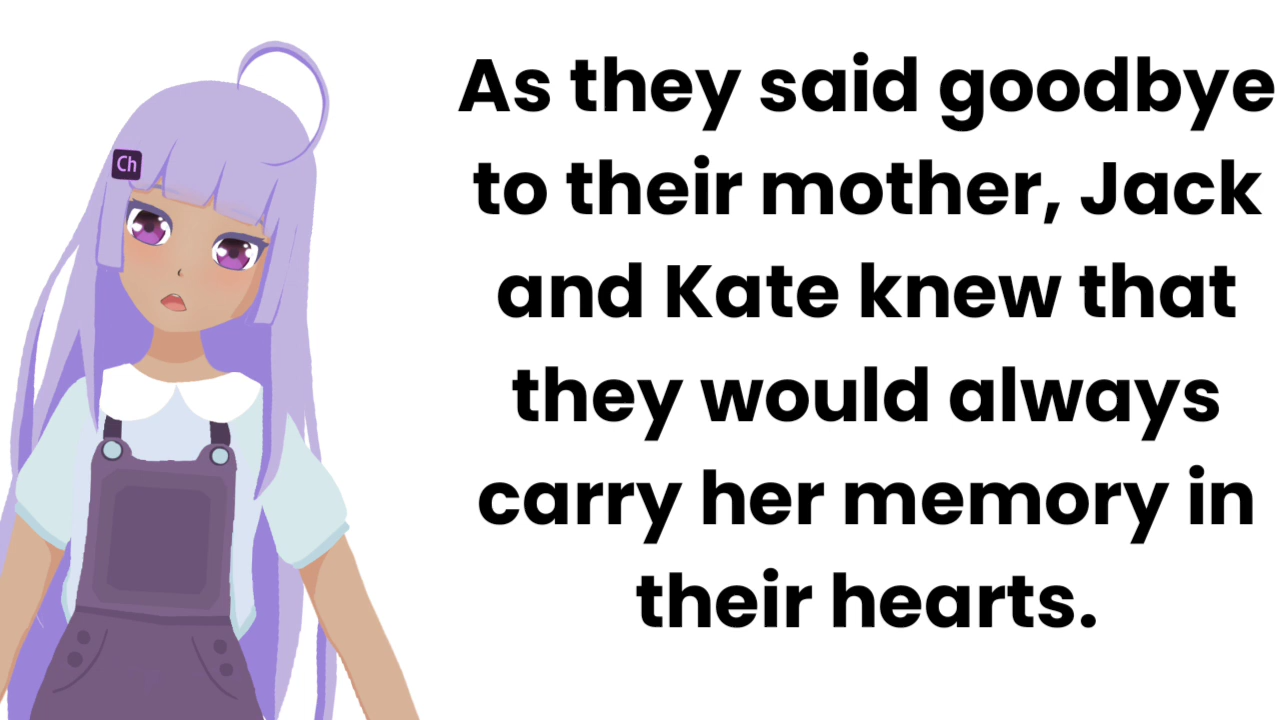 Ch
As they said goodbye
to their mother, Jack
and Kate knew that
they would always
carry her memory in
their hearts.